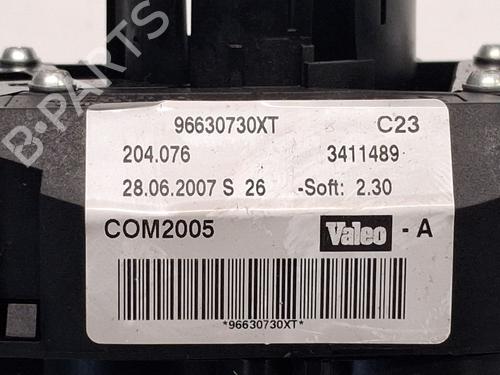 96630730XT C23
204.076 3411489
28.06.2007 S 26 -Soft: 2.30
COM2005 Valeo - A
*96630730XT*
B-PARTS